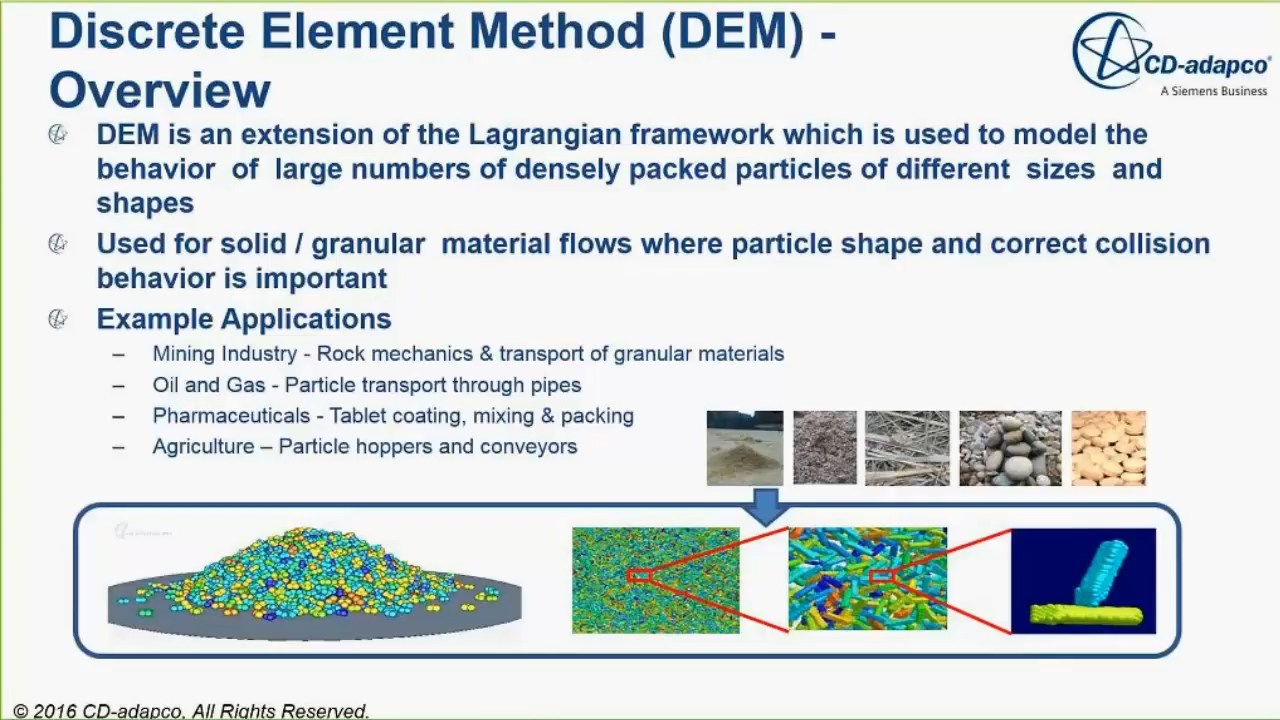 Discrete Element Method (DEM) -
Overview
CD-adapco
A Siemens Business
DEM is an extension of the Lagrangian framework which is used to model the
behavior of large numbers of densely packed particles of different sizes and
shapes
Used for solid / granular material flows where particle shape and correct collision
behavior is important
Example Applications
– Mining Industry - Rock mechanics & transport of granular materials
– Oil and Gas - Particle transport through pipes
– Pharmaceuticals - Tablet coating, mixing & packing
– Agriculture – Particle hoppers and conveyors
© 2016 CD-adapco. All Rights Reserved.